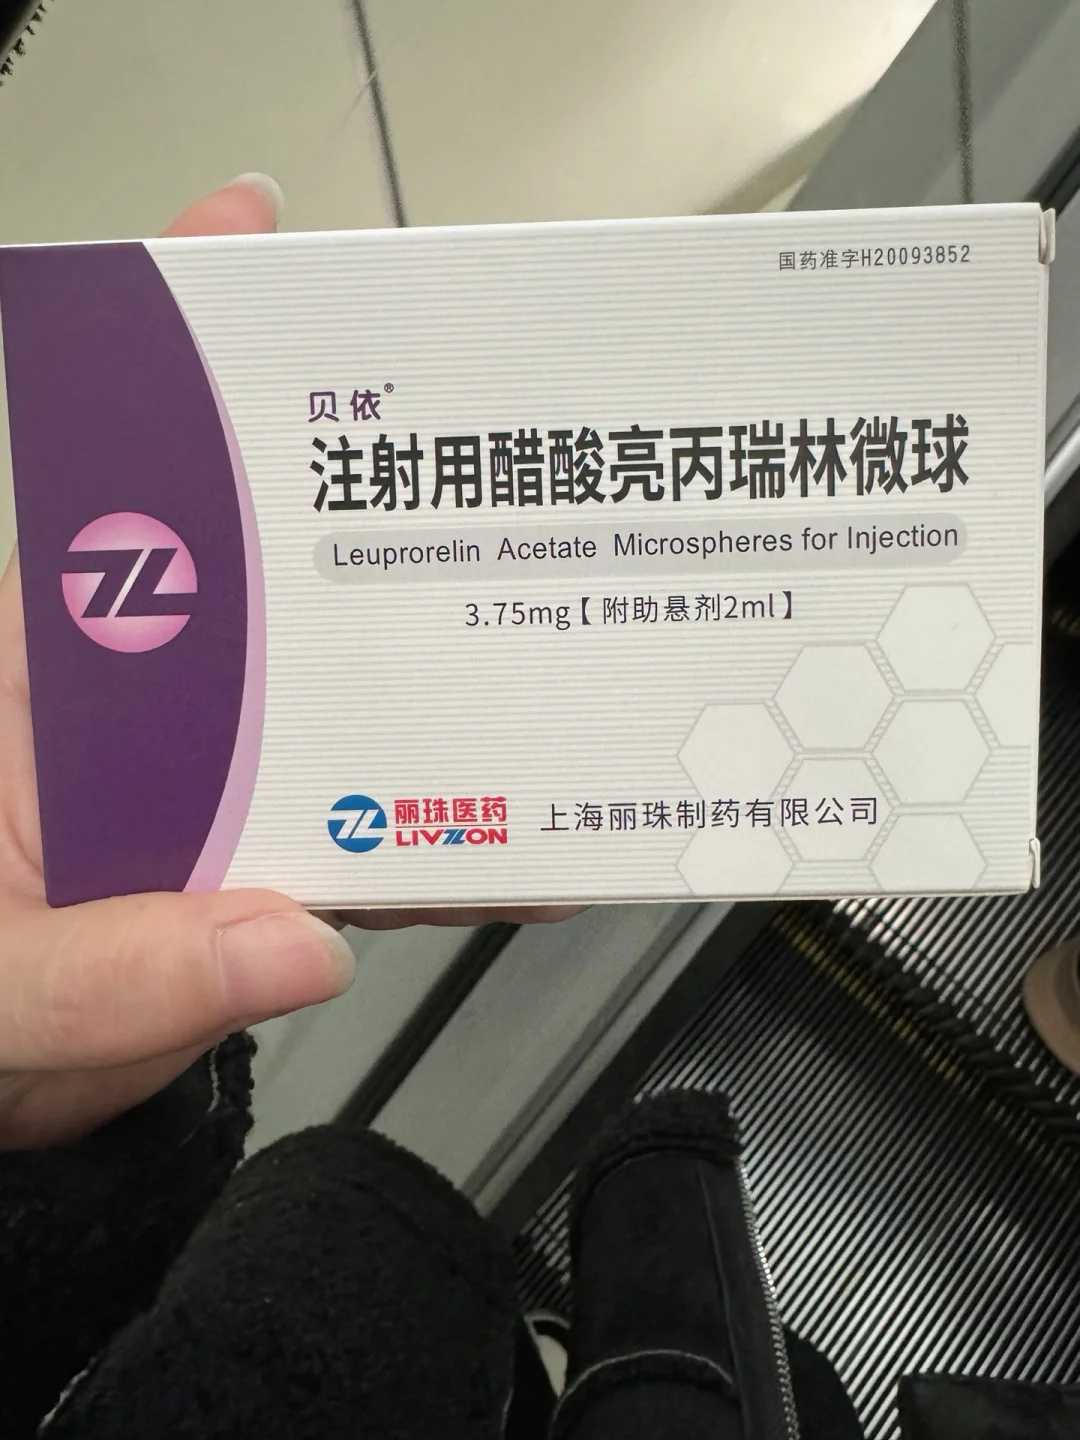 国药准字H20093852
贝依®
注射用醋酸亮丙瑞林微球
Leuprorelin Acetate Microspheres for Injection
3.75mg【附助悬剂2ml】
丽珠医药
LIVZON
上海丽珠制药有限公司